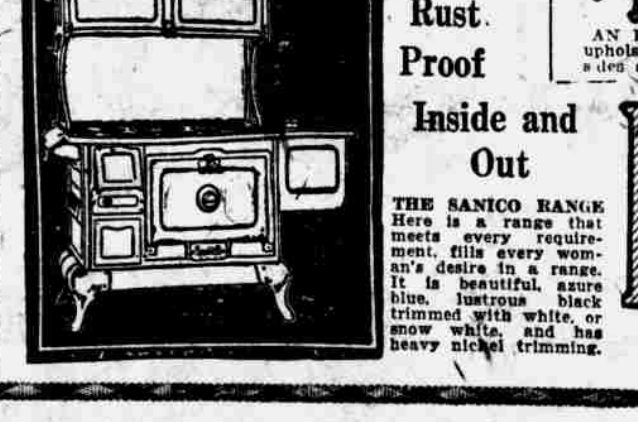 Rust
Proof
Inside and
Out
THE SANICO RANGE
Here is a range that
meets every require-
ment, fills every wom-
an's desire in a range.
It is beautiful, azure
blue, lustrous black
trimmed with white, or
snow white, and has
heavy nickel trimming.
AN